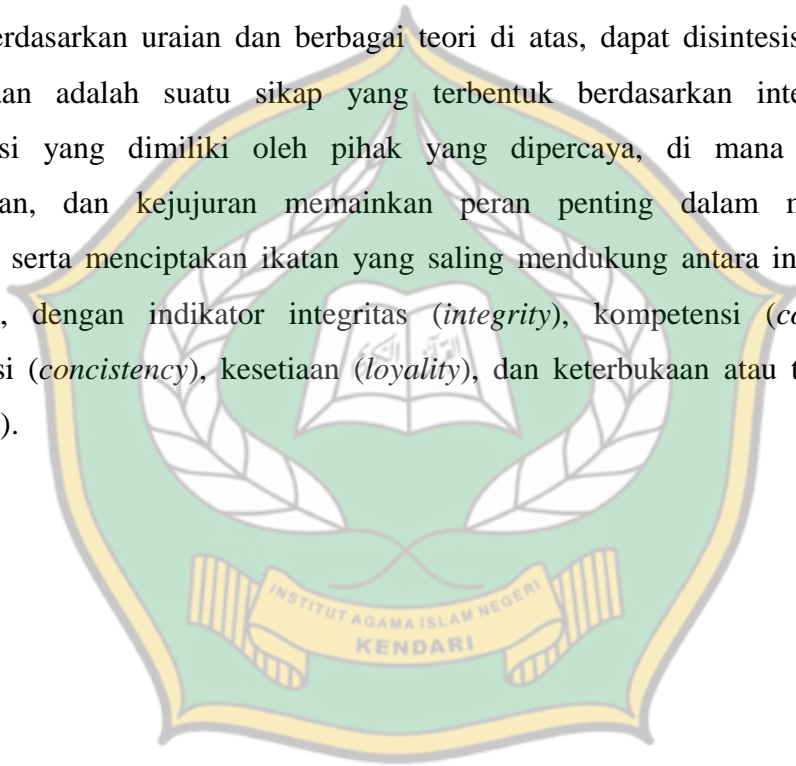 erdasarkan uraian dan berbagai teori di atas, dapat disintesis
an adalah suatu sikap yang terbentuk berdasarkan inte
si yang dimiliki oleh pihak yang dipercaya, di mana
an, dan kejujuran memainkan peran penting dalam m
serta menciptakan ikatan yang saling mendukung antara in
, dengan indikator integritas (integrity), kompetensi (co
si (concistency), kesetiaan (loyality), dan keterbukaan atau t
).
القرآن الكريم
INSTITUT AGAMA ISLAM NEGERI
KENDARI